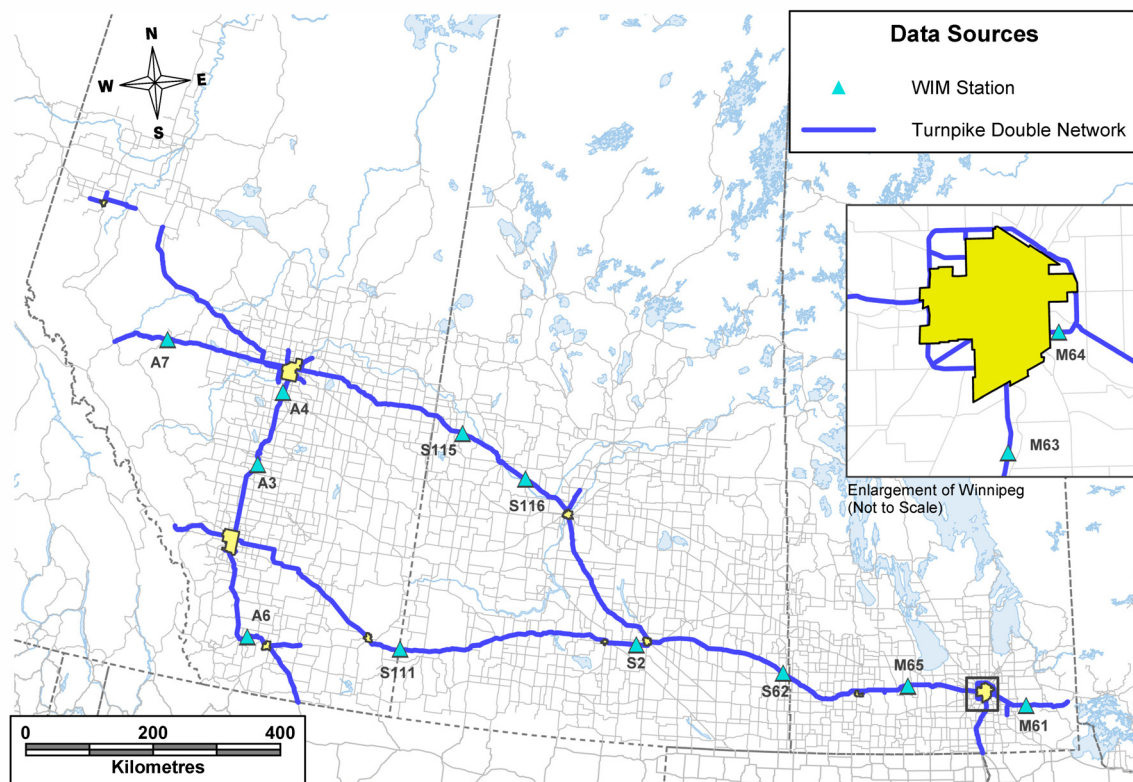 Data Sources
WIM Station
Turnpike Double Network
N
W
E
S
A7
A4
A3
A6
S115
S116
S111
S2
S62
M65
M61
M64
M63
Enlargement of Winnipeg
(Not to Scale)
0 200 400
Kilometres